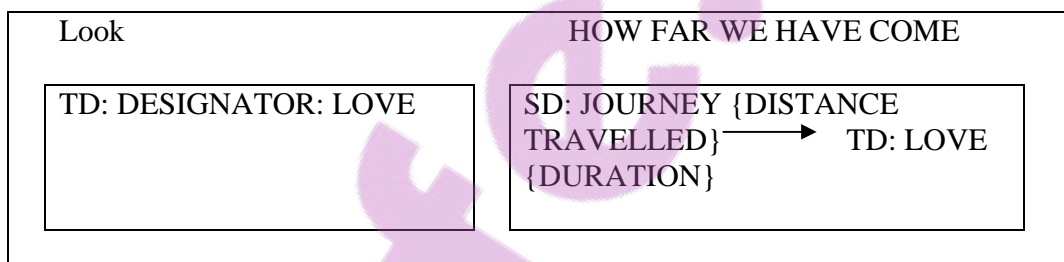 Look HOW FAR WE HAVE COME
TD: DESIGNATOR: LOVE
SD: JOURNEY {DISTANCE
TRAVELLED} TD: LOVE
{DURATION}